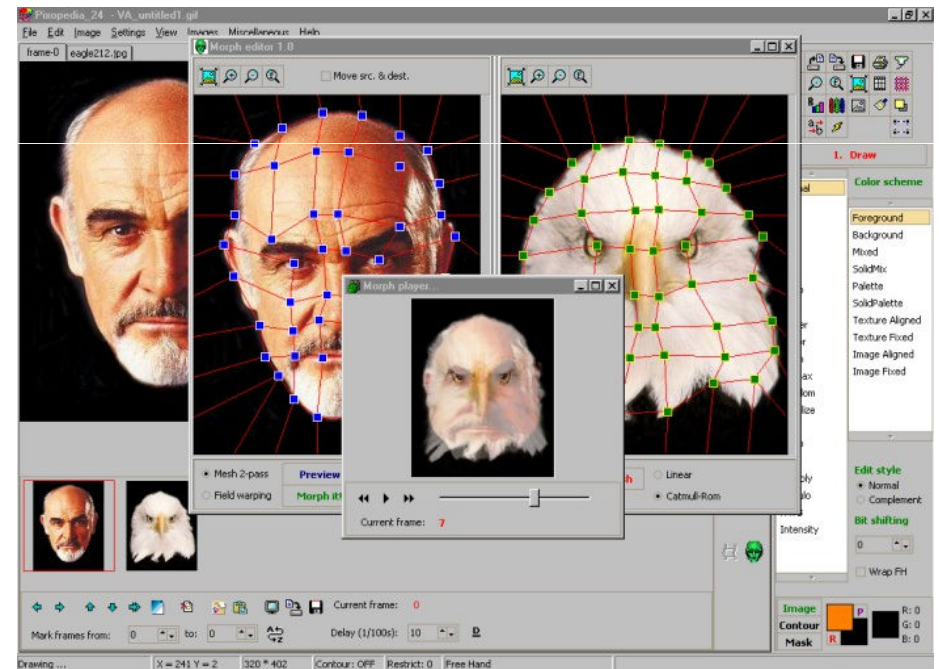 Pixopedia_24 - VA_untitled1.gif
File Edit Image Settings View Images Miscellaneous Help
frame-0 eagle212.jpg
Morph editor 1.0
Move src. & dest.
1. Draw
Color scheme
Foreground
Background
Mixed
SolidMix
Palette
SolidPalette
Texture Aligned
Texture Fixed
Image Aligned
Image Fixed
Morph player...
Current frame: 7
Mesh 2-pass Preview
Field warping Morph it!
Linear
Catmull-Rom
Intensity
Edit style
Normal
Complement
Bit shifting
0
Wrap FH
Current frame: 0
Mark frames from: 0 to: 0 Delay (1/100s): 10
Image
Contour
Mask
P
R
R: 0
G: 0
B: 0
Drawing ... X = 241 Y = 2 320 * 402 Contour: OFF Restrict: 0 Free Hand